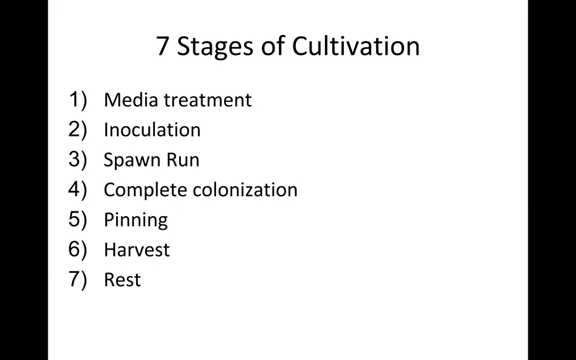 7 Stages of Cultivation
1) Media treatment
2) Inoculation
3) Spawn Run
4) Complete colonization
5) Pinning
6) Harvest
7) Rest